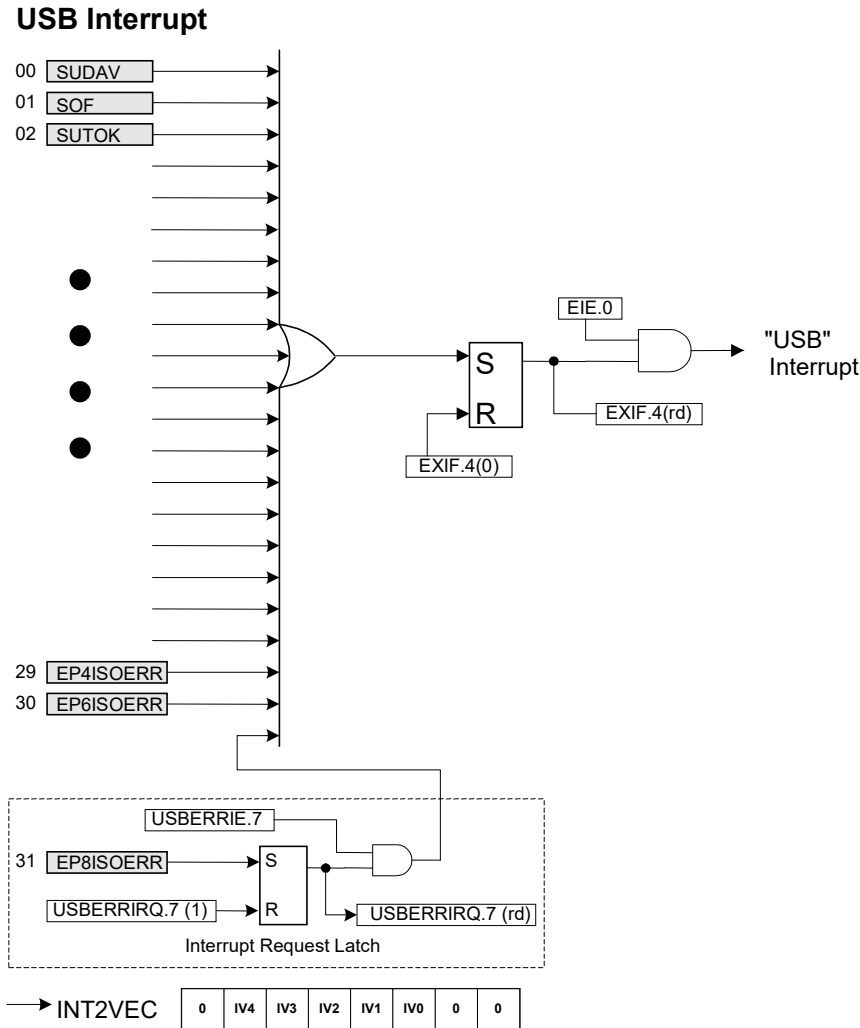 USB Interrupt
00 SUDAV
01 SOF
02 SUTOK
EIE.0
"USB"
Interrupt
S
R
EXIF.4(rd)
EXIF.4(0)
29 EP4ISOERR
30 EP6ISOERR
USBERRIE.7
31 EP8ISOERR
S
USBERRIRQ.7 (1)
R
USBERRIRQ.7 (rd)
Interrupt Request Latch
INT2VEC 0 IV4 IV3 IV2 IV1 IV0 0 0